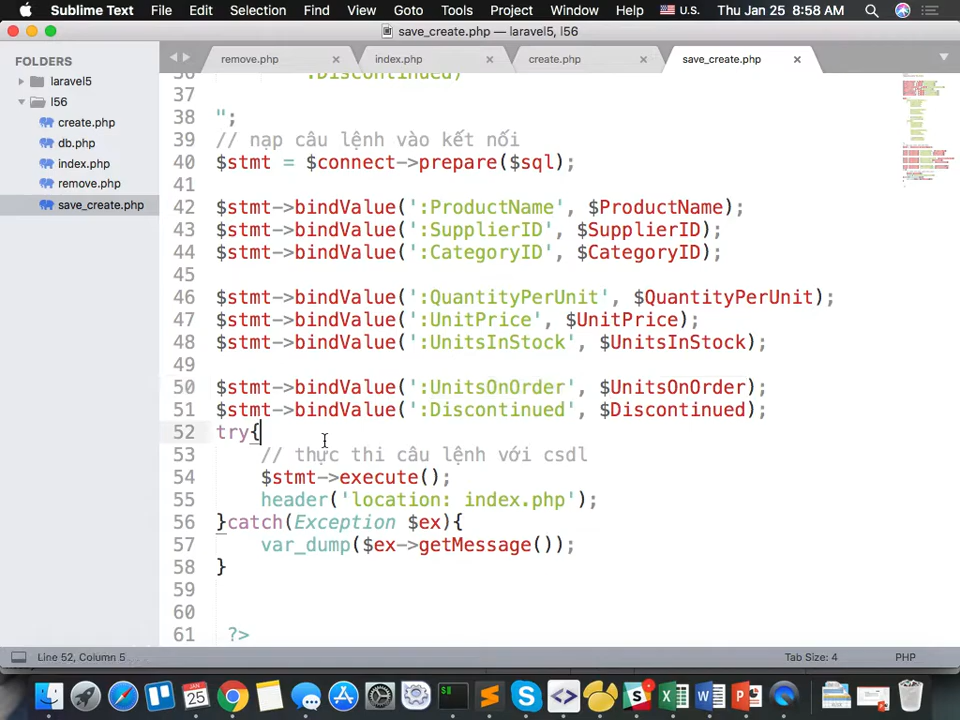 Sublime Text File Edit Selection Find View Goto Tools Project Window Help U.S. Thu Jan 25 8:58 AM
save_create.php — laravel5, l56
FOLDERS
laravel5
l56
create.php
db.php
index.php
remove.php
save_create.php
remove.php × index.php × create.php × save_create.php ×
36 :Discontinued)
37
38 ";
39 // nạp câu lệnh vào kết nối
40 $stmt = $connect->prepare($sql);
41
42 $stmt->bindValue(':ProductName', $ProductName);
43 $stmt->bindValue(':SupplierID', $SupplierID);
44 $stmt->bindValue(':CategoryID', $CategoryID);
45
46 $stmt->bindValue(':QuantityPerUnit', $QuantityPerUnit);
47 $stmt->bindValue(':UnitPrice', $UnitPrice);
48 $stmt->bindValue(':UnitsInStock', $UnitsInStock);
49
50 $stmt->bindValue(':UnitsOnOrder', $UnitsOnOrder);
51 $stmt->bindValue(':Discontinued', $Discontinued);
52 try{
53 // thực thi câu lệnh với csdl
54 $stmt->execute();
55 header('location: index.php');
56 }catch(Exception $ex){
57 var_dump($ex->getMessage());
58 }
59
60
61 ?>
Line 52, Column 5 Tab Size: 4 PHP